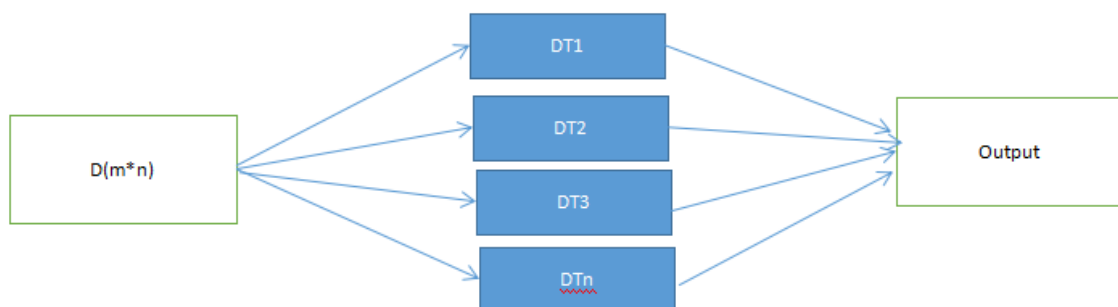 DT1
DT2
D(m*n)
Output
DT3
DTn